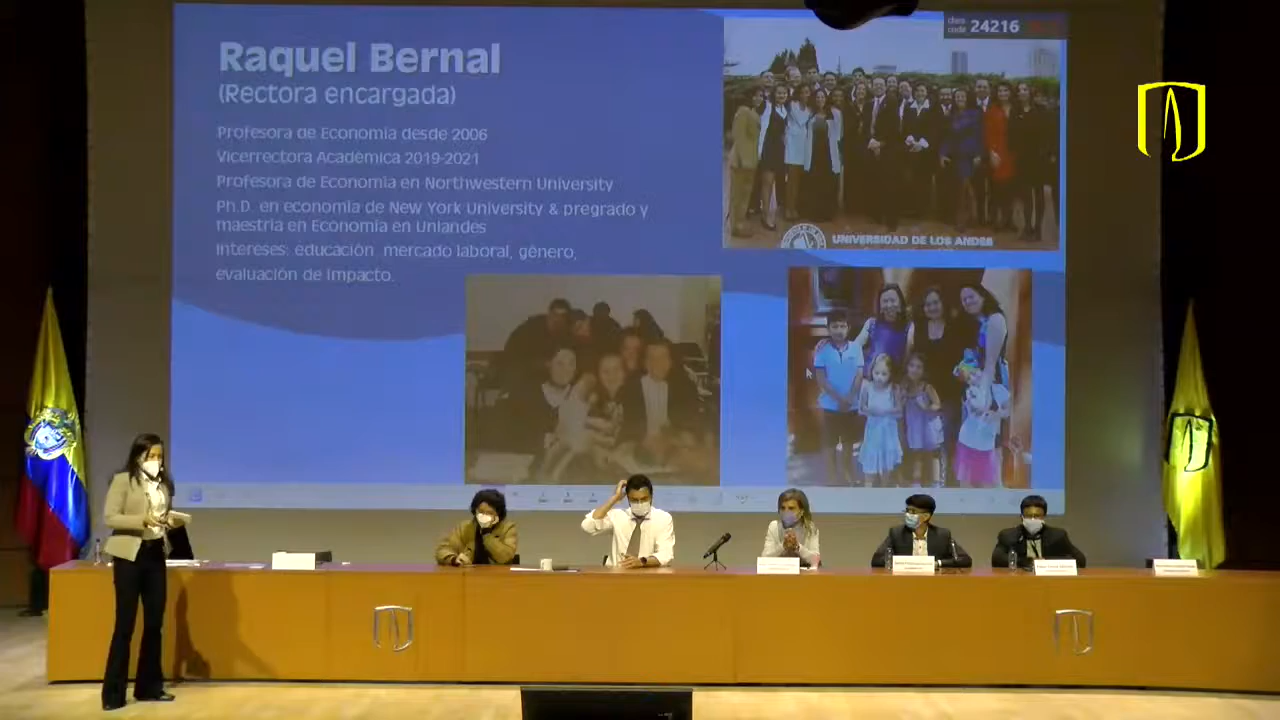 Raquel Bernal
(Rectora encargada)
Profesora de Economía desde 2006
Vicerrectora Académica 2019-2021
Profesora de Economía en Northwestern University
Ph.D. en economía de New York University & pregrado y
maestría en Economía en Uniandes
Intereses: educación, mercado laboral, género,
evaluación de impacto.
class
code 24216
UNIVERSIDAD DE LOS ANDES